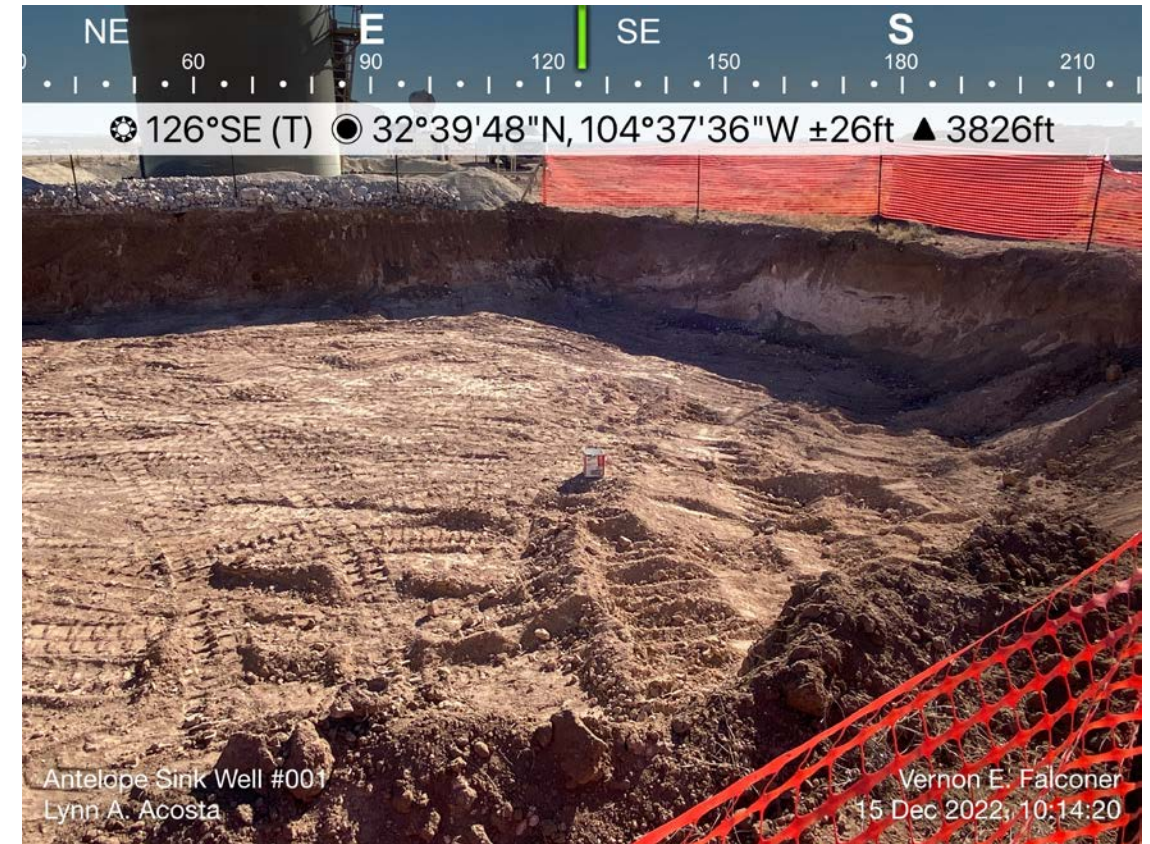 NE E SE S
60 90 120 150 180 210
126°SE (T) 32°39'48"N, 104°37'36"W ±26ft ▲ 3826ft
Antelope Sink Well #001
Lynn A. Acosta
Vernon E. Falconer
15 Dec 2022, 10:14:20